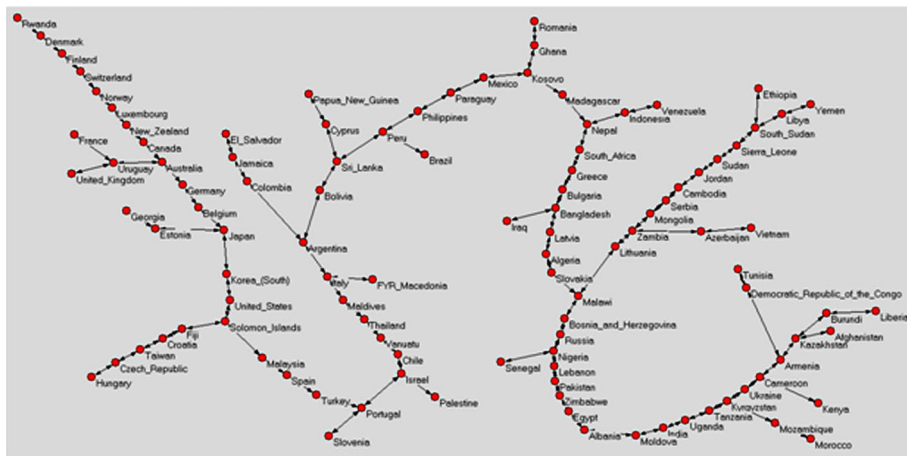 Romania
Rwanda
Denmark
Ghana
Finland
Switzerland
Kosovo
Mexico
Norway
Paraguay
Madagascar
Ethiopia
Papua_New_Guinea
Luxembourg
Philippines
Indonesia
Venezuela
Libya
Yemen
New_Zealand
Cyprus
Peru
Nepal
South_Sudan
France
El_Salvador
Canada
Sierra_Leone
Brazil
South_Africa
Uruguay
Australia
Jamaica
Sri_Lanka
Sudan
United_Kingdom
Greece
Jordan
Germany
Colombia
Bolivia
Bulgaria
Cambodia
Serbia
Belgium
Bangladesh
Mongolia
Georgia
Iraq
Estonia
Japan
Latvia
Zambia
Azerbaijan
Vietnam
Argentina
Lithuania
Algeria
Slovakia
Tunisia
Korea_(South)
Italy
FYR_Macedonia
Democratic_Republic_of_the_Congo
Malawi
United_States
Maldives
Burundi
Liberia
Solomon_Islands
Thailand
Bosnia_and_Herzegovina
Fiji
Russia
Afghanistan
Croatia
Vanuatu
Kazakhstan
Taiwan
Nigeria
Chile
Malaysia
Senegal
Armenia
Czech_Republic
Lebanon
Hungary
Spain
Israel
Pakistan
Cameroon
Zimbabwe
Ukraine
Turkey
Palestine
Kyrgyzstan
Kenya
Portugal
Egypt
Tanzania
Uganda
Mozambique
Slovenia
Albania
Moldova
India
Morocco